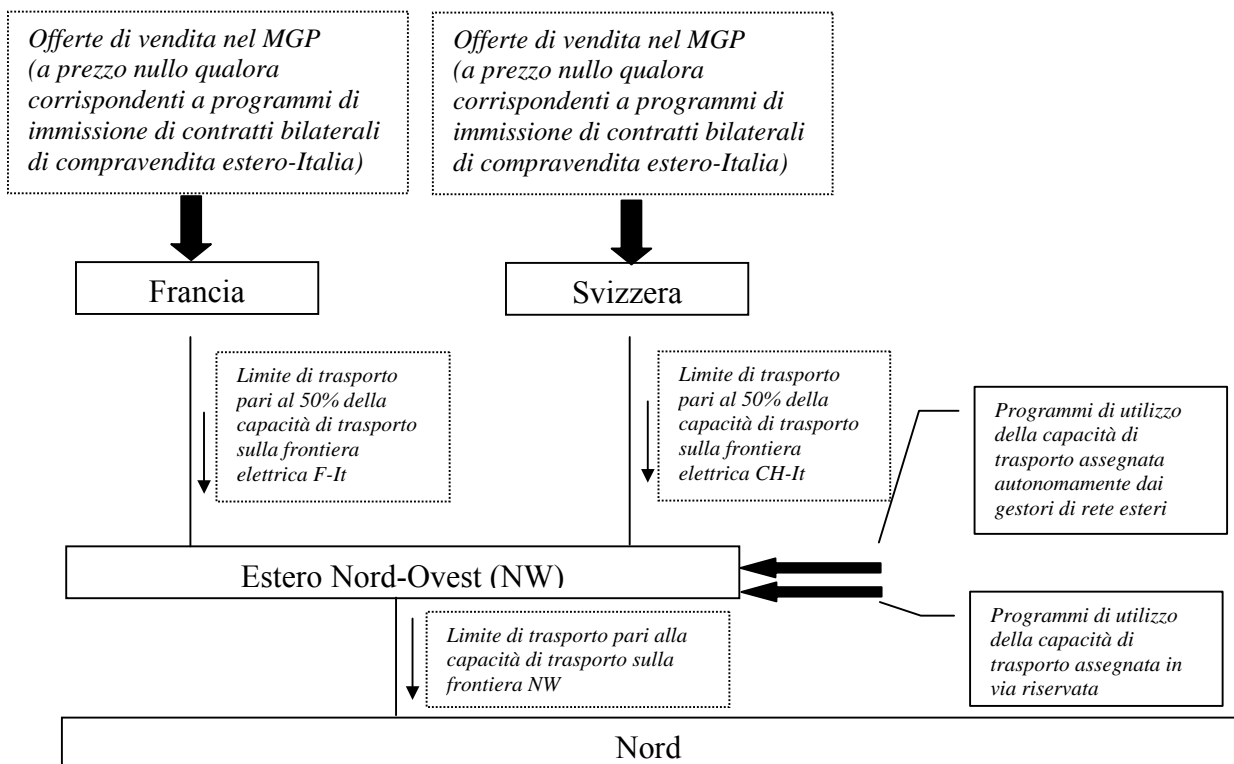 Offerte di vendita nel MGP
(a prezzo nullo qualora
corrispondenti a programmi di
immissione di contratti bilaterali
di compravendita estero-Italia)
Offerte di vendita nel MGP
(a prezzo nullo qualora
corrispondenti a programmi di
immissione di contratti bilaterali
di compravendita estero-Italia)
Francia
Svizzera
Limite di trasporto
pari al 50% della
capacità di trasporto
sulla frontiera
elettrica F-It
Limite di trasporto
pari al 50% della
capacità di trasporto
sulla frontiera
elettrica CH-It
Programmi di utilizzo
della capacità di
trasporto assegnata
autonomamente dai
gestori di rete esteri
Estero Nord-Ovest (NW)
Limite di trasporto pari alla
capacità di trasporto sulla
frontiera NW
Programmi di utilizzo
della capacità di
trasporto assegnata in
via riservata
Nord